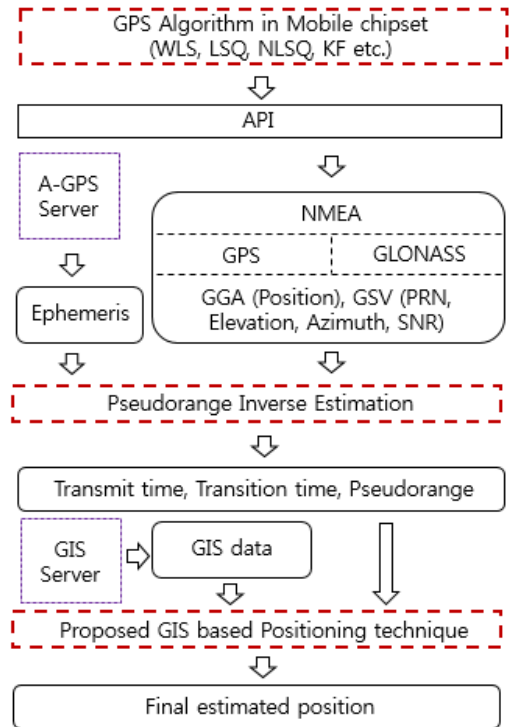 GPS Algorithm in Mobile chipset
(WLS, LSQ, NLSQ, KF etc.)
API
A-GPS
Server
NMEA
GPS
GLONASS
Ephemeris
GGA (Position), GSV (PRN,
Elevation, Azimuth, SNR)
Pseudorange Inverse Estimation
Transmit time, Transition time, Pseudorange
GIS
Server
GIS data
Proposed GIS based Positioning technique
Final estimated position